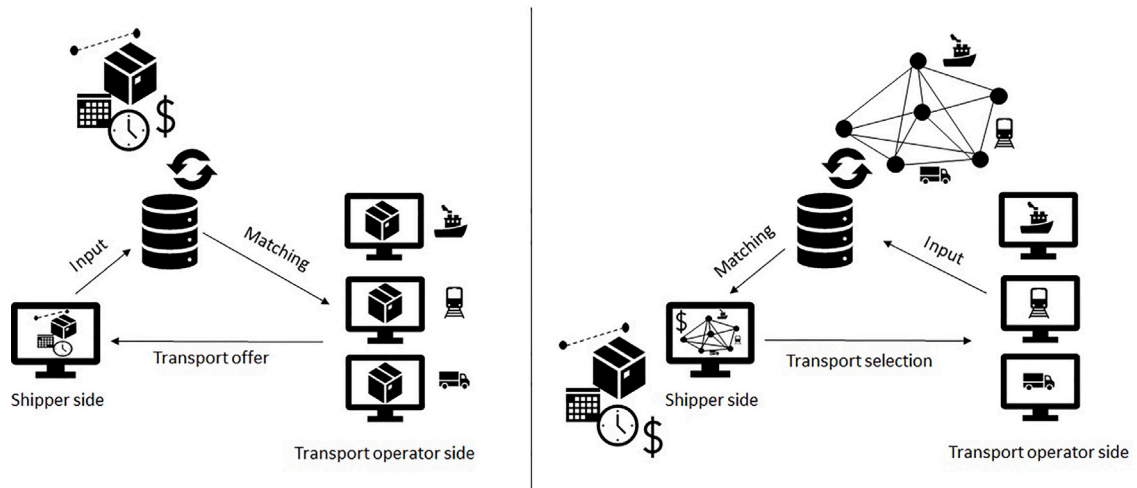 Input
Matching
Transport offer
Shipper side
Transport operator side
$
Matching
Input
Transport selection
Shipper side
Transport operator side
$
$